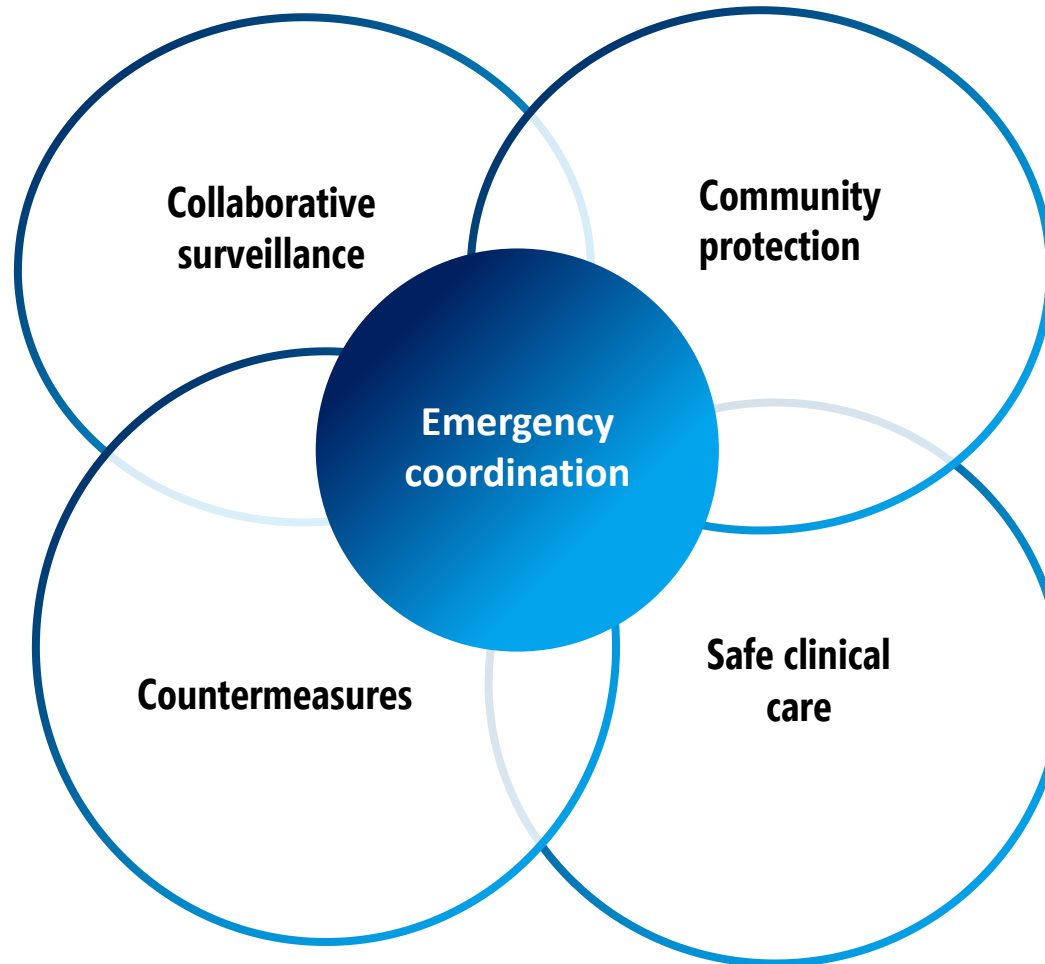 Collaborative
surveillance
Community
protection
Emergency
coordination
Countermeasures
Safe clinical
care